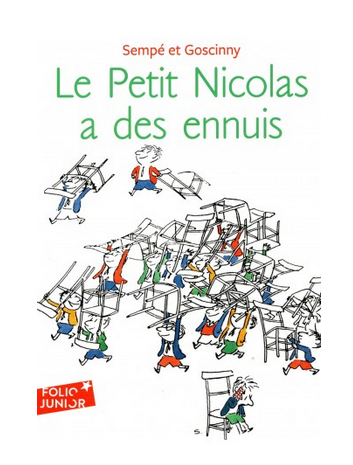 Sempé et Goscinny
Le Petit Nicolas
a des ennuis
FOLIO
JUNIOR
S.